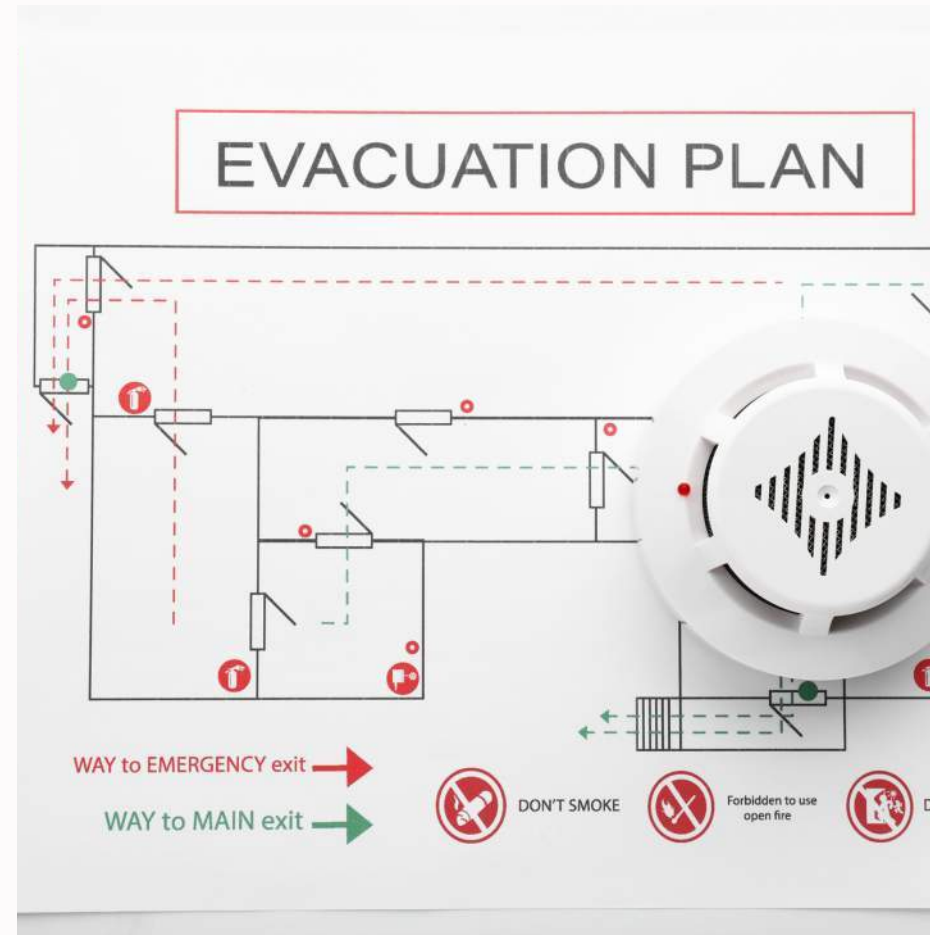 EVACUATION PLAN
WAY to EMERGENCY exit
WAY to MAIN exit
DON'T SMOKE
Forbidden to use
open fire
D